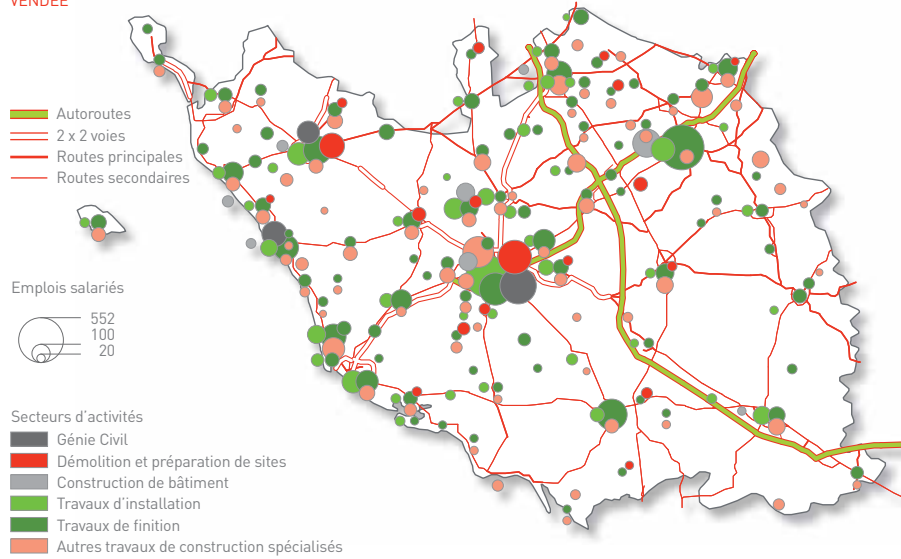 VENDÉE
Autoroutes
2 x 2 voies
Routes principales
Routes secondaires
Emplois salariés
552
100
20
Secteurs d'activités
Génie Civil
Démolition et préparation de sites
Construction de bâtiment
Travaux d'installation
Travaux de finition
Autres travaux de construction spécialisés